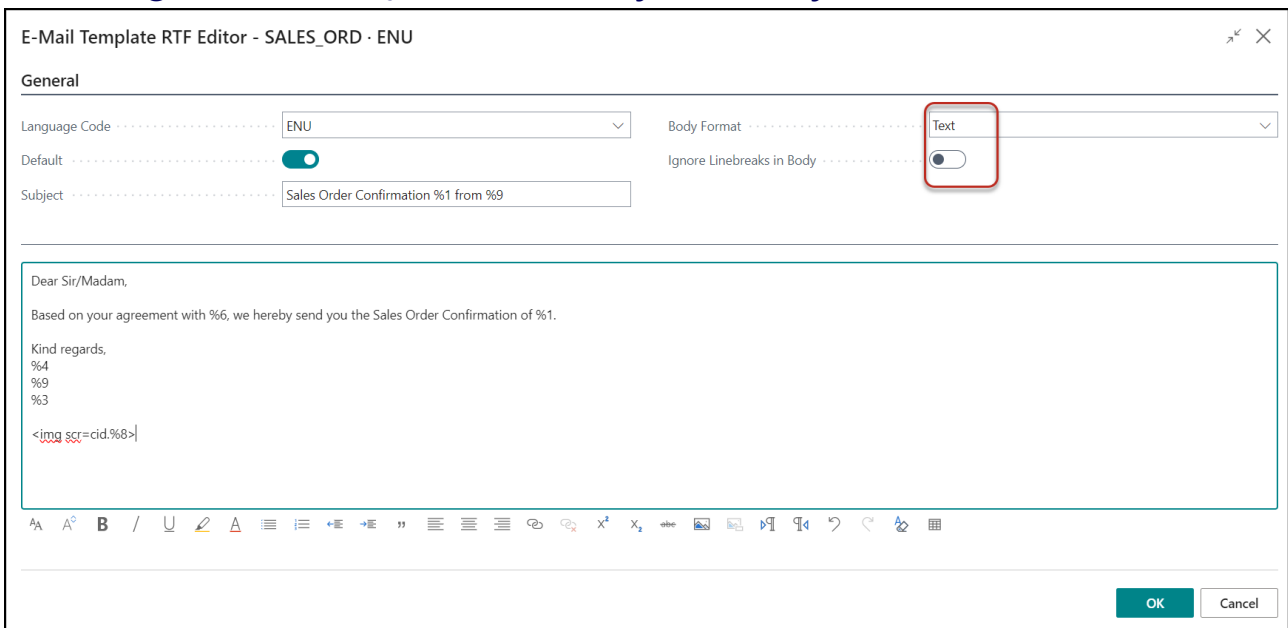 E-Mail Template RTF Editor - SALES_ORD · ENU
General
Language Code
ENU
Body Format
Text
Default
Ignore Linebreaks in Body
Subject
Sales Order Confirmation %1 from %9
Dear Sir/Madam,
Based on your agreement with %6, we hereby send you the Sales Order Confirmation of %1.
Kind regards,
%4
%9
%3
<img scr=cid.%8>
OK
Cancel